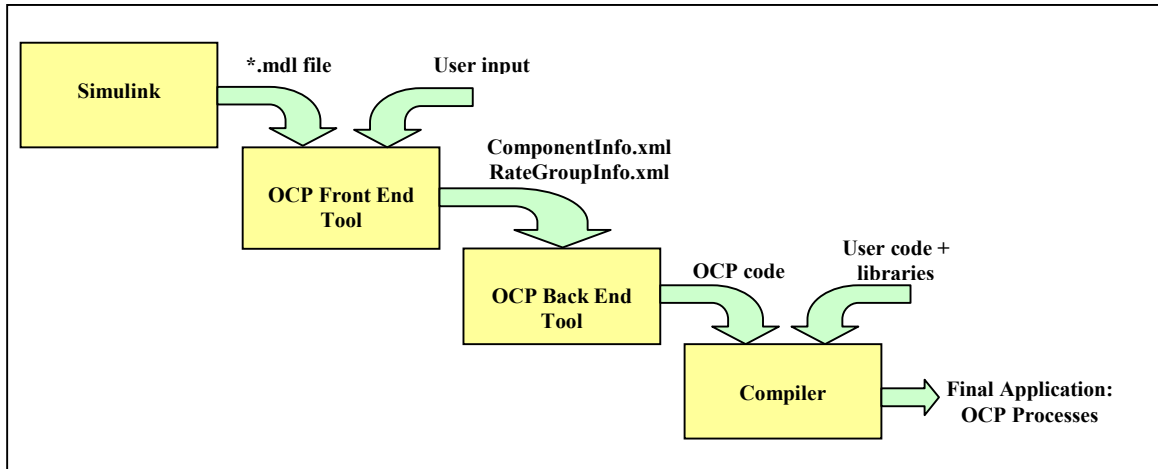 Simulink
*.mdl file
User input
OCP Front End
Tool
ComponentInfo.xml
RateGroupInfo.xml
OCP Back End
Tool
OCP code
User code +
libraries
Compiler
Final Application:
OCP Processes